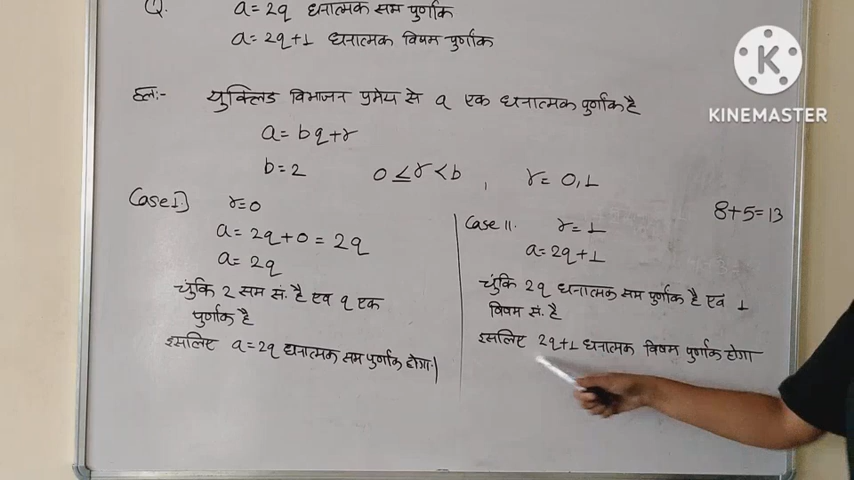 Q. a = 2q धनात्मक सम पुर्णांक
a = 2q+1 धनात्मक विषम पुर्णांक
हल:- युक्लिड विभाजन प्रमेय से a एक धनात्मक पुर्णांक है
a = bq+r
b = 2 0 ≤ r < b , r = 0,1
Case I) r=0
a = 2q+0 = 2q
a = 2q
चुंकि 2 सम सं. है एवं q एक
पुर्णांक है
इसलिए a=2q धनात्मक सम पुर्णांक होगा।
Case II. r = 1
a = 2q+1
चुंकि 2q धनात्मक सम पुर्णांक है एवं 1
विषम सं. है
इसलिए 2q+1 धनात्मक विषम पुर्णांक होगा
8+5=13
K
KINEMASTER